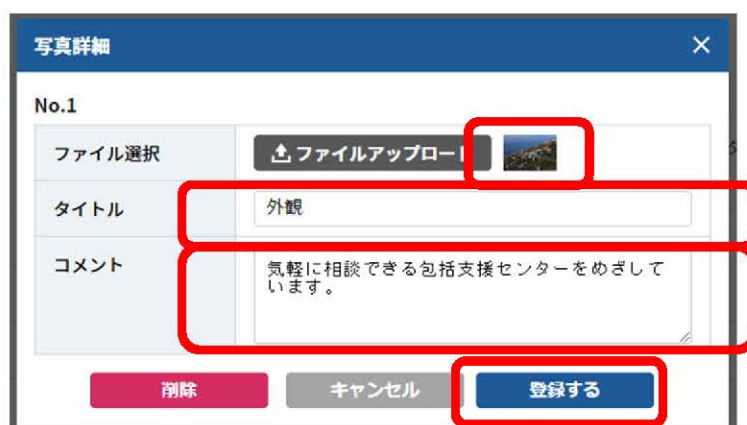 写真詳細
No.1
ファイル選択
ファイルアップロー
タイトル
外観
コメント
気軽に相談できる包括支援センターをめざして
います。
削除
キャンセル
登録する